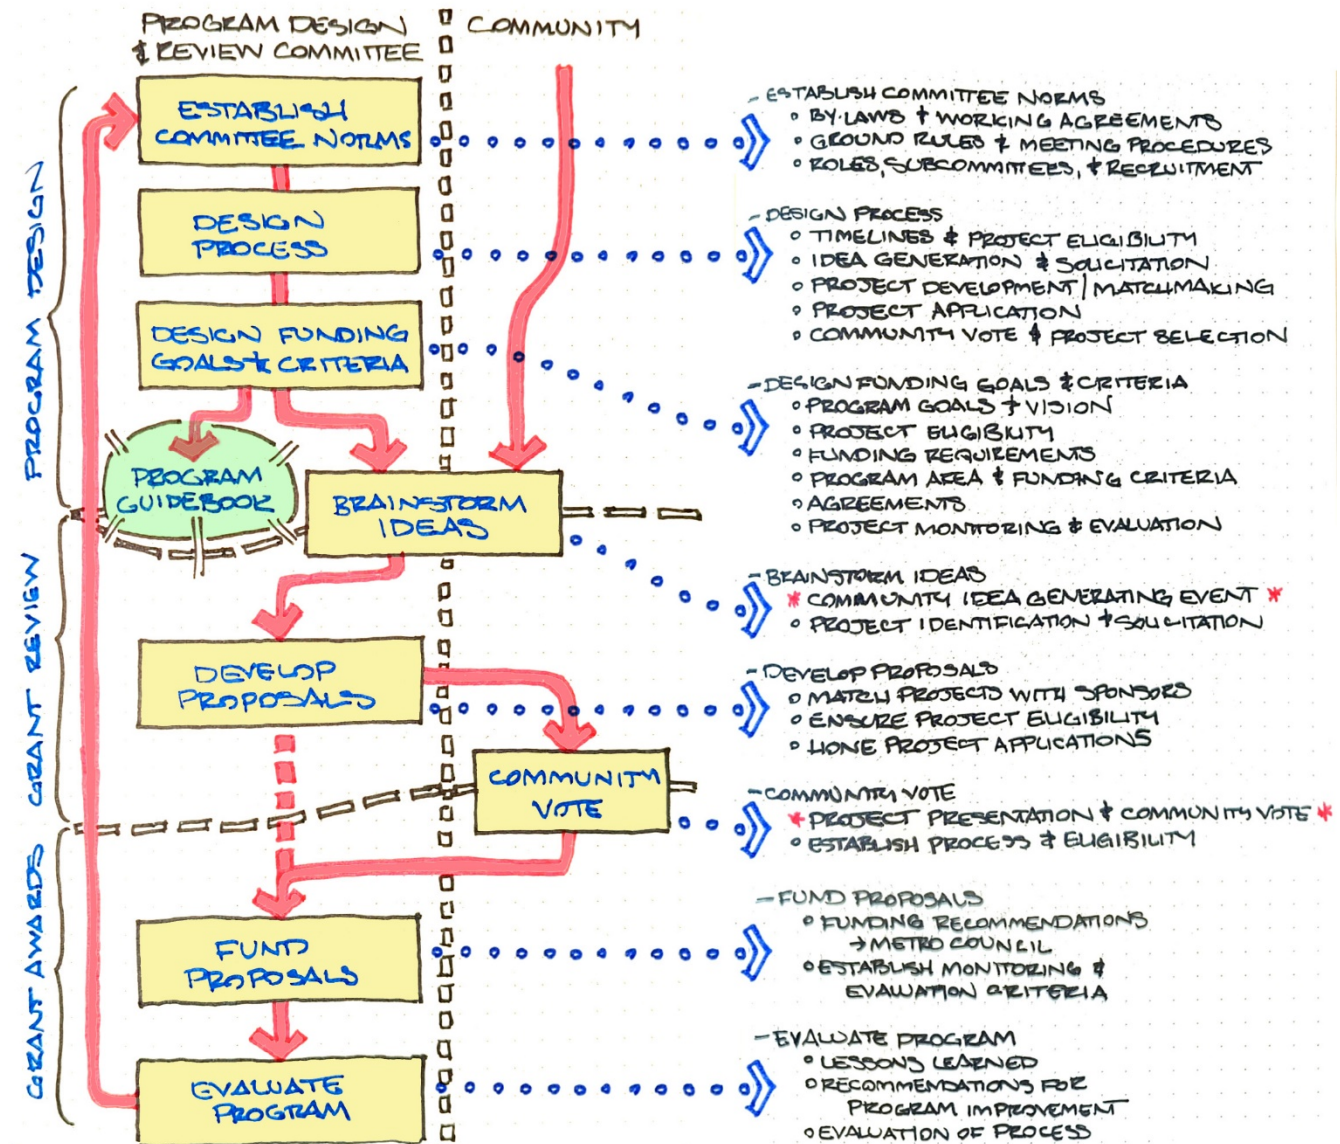 PROGRAM DESIGN
& REVIEW COMMITTEE
COMMUNITY
PROGRAM DESIGN
GRANT REVIEW
GRANT AWARDS
ESTABLISH
COMMITTEE NORMS
DESIGN
PROCESS
DESIGN FUNDING
GOALS & CRITERIA
PROGRAM
GUIDEBOOK
BRAINSTORM
IDEAS
DEVELOP
PROPOSALS
COMMUNITY
VOTE
FUND
PROPOSALS
EVALUATE
PROGRAM
- ESTABLISH COMMITTEE NORMS
• BY-LAWS & WORKING AGREEMENTS
• GROUND RULES & MEETING PROCEDURES
• ROLES, SUBCOMMITTEES, & RECRUITMENT
- DESIGN PROCESS
• TIMELINES & PROJECT ELIGIBILITY
• IDEA GENERATION & SOLICITATION
• PROJECT DEVELOPMENT / MATCHMAKING
• PROJECT APPLICATION
• COMMUNITY VOTE & PROJECT SELECTION
- DESIGN FUNDING GOALS & CRITERIA
• PROGRAM GOALS & VISION
• PROJECT ELIGIBILITY
• FUNDING REQUIREMENTS
• PROGRAM AREA & FUNDING CRITERIA
• AGREEMENTS
• PROJECT MONITORING & EVALUATION
- BRAINSTORM IDEAS
* COMMUNITY IDEA GENERATING EVENT *
• PROJECT IDENTIFICATION & SOLICITATION
- DEVELOP PROPOSALS
• MATCH PROJECTS WITH SPONSORS
• ENSURE PROJECT ELIGIBILITY
• HONE PROJECT APPLICATIONS
- COMMUNITY VOTE
* PROJECT PRESENTATION & COMMUNITY VOTE *
• ESTABLISH PROCESS & ELIGIBILITY
- FUND PROPOSALS
• FUNDING RECOMMENDATIONS
→ METRO COUNCIL
• ESTABLISH MONITORING &
EVALUATION CRITERIA
- EVALUATE PROGRAM
• LESSONS LEARNED
• RECOMMENDATIONS FOR
PROGRAM IMPROVEMENT
• EVALUATION OF PROCESS